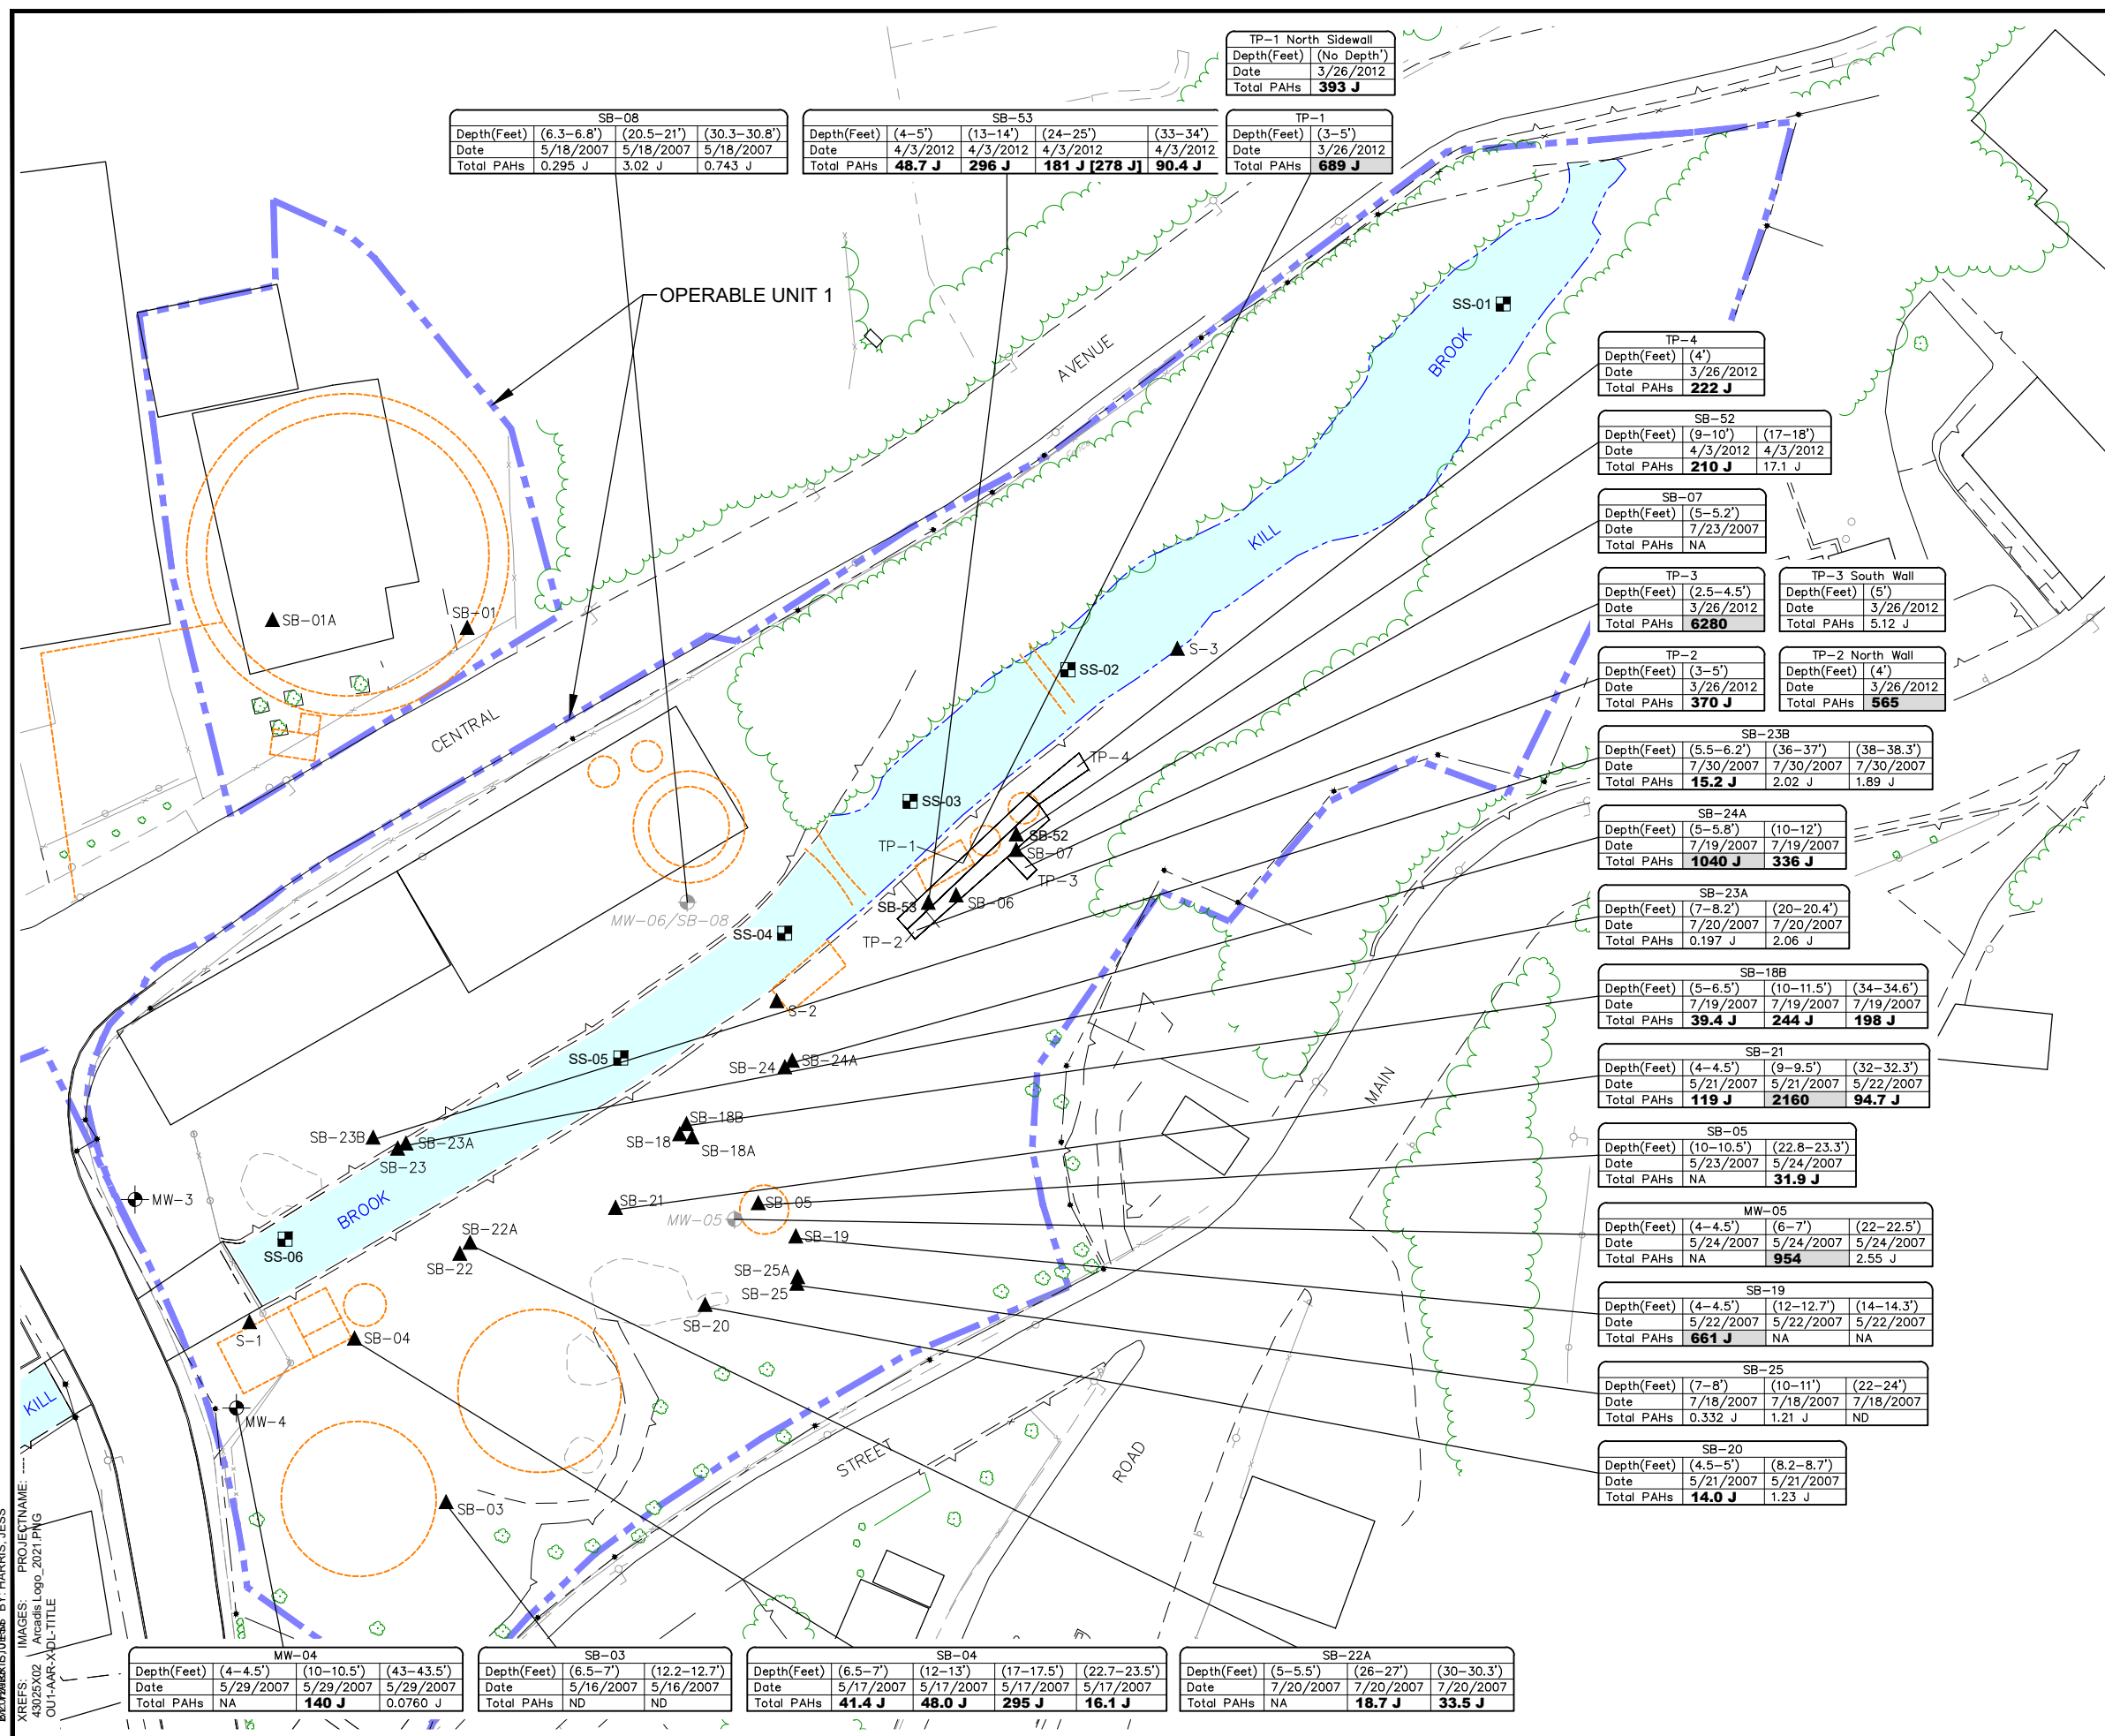 TP-1 North Sidewall
Depth(Feet) (No Depth')
Date 3/26/2012
Total PAHs 393 J
SB-08
Depth(Feet) (6.3-6.8') (20.5-21') (30.3-30.8')
Date 5/18/2007 5/18/2007 5/18/2007
Total PAHs 0.295 J 3.02 J 0.743 J
SB-53
Depth(Feet) (4-5') (13-14') (24-25') (33-34')
Date 4/3/2012 4/3/2012 4/3/2012 4/3/2012
Total PAHs 48.7 J 296 J 181 J [278 J] 90.4 J
TP-1
Depth(Feet) (3-5')
Date 3/26/2012
Total PAHs 689 J
OPERABLE UNIT 1
SS-01
AVENUE
BROOK
KILL
TP-4
Depth(Feet) (4')
Date 3/26/2012
Total PAHs 222 J
SB-52
Depth(Feet) (9-10') (17-18')
Date 4/3/2012 4/3/2012
Total PAHs 210 J 17.1 J
SB-07
Depth(Feet) (5-5.2')
Date 7/23/2007
Total PAHs NA
TP-3
Depth(Feet) (2.5-4.5')
Date 3/26/2012
Total PAHs 6280
TP-3 South Wall
Depth(Feet) (5')
Date 3/26/2012
Total PAHs 5.12 J
TP-2
Depth(Feet) (3-5')
Date 3/26/2012
Total PAHs 370 J
TP-2 North Wall
Depth(Feet) (4')
Date 3/26/2012
Total PAHs 565
SB-23B
Depth(Feet) (5.5-6.2') (36-37') (38-38.3')
Date 7/30/2007 7/30/2007 7/30/2007
Total PAHs 15.2 J 2.02 J 1.89 J
SB-24A
Depth(Feet) (5-5.8') (10-12')
Date 7/19/2007 7/19/2007
Total PAHs 1040 J 336 J
SB-23A
Depth(Feet) (7-8.2') (20-20.4')
Date 7/20/2007 7/20/2007
Total PAHs 0.197 J 2.06 J
SB-18B
Depth(Feet) (5-6.5') (10-11.5') (34-34.6')
Date 7/19/2007 7/19/2007 7/19/2007
Total PAHs 39.4 J 244 J 198 J
SB-21
Depth(Feet) (4-4.5') (9-9.5') (32-32.3')
Date 5/21/2007 5/21/2007 5/22/2007
Total PAHs 119 J 2160 94.7 J
SB-05
Depth(Feet) (10-10.5') (22.8-23.3')
Date 5/23/2007 5/24/2007
Total PAHs NA 31.9 J
MW-05
Depth(Feet) (4-4.5') (6-7') (22-22.5')
Date 5/24/2007 5/24/2007 5/24/2007
Total PAHs NA 954 2.55 J
SB-19
Depth(Feet) (4-4.5') (12-12.7') (14-14.3')
Date 5/22/2007 5/22/2007 5/22/2007
Total PAHs 661 J NA NA
SB-25
Depth(Feet) (7-8') (10-11') (22-24')
Date 7/18/2007 7/18/2007 7/18/2007
Total PAHs 0.332 J 1.21 J ND
SB-20
Depth(Feet) (4.5-5') (8.2-8.7')
Date 5/21/2007 5/21/2007
Total PAHs 14.0 J 1.23 J
SB-01A
SB-01
CENTRAL
S-3
SS-02
TP-4
SS-03
SB-52
TP-1
SB-07
TP-3
SB-53
SB-06
MW-06/SB-08
SS-04
TP-2
S-2
SS-05
SB-24
SB-24A
SB-18B
SB-18
SB-18A
SB-23B
SB-23A
SB-23
MAIN
MW-3
BROOK
SB-21
SB-05
MW-05
SB-22A
SB-19
SS-06
SB-22
SB-25A
SB-25
SB-20
S-1
SB-04
KILL
MW-4
STREET
ROAD
SB-03
MW-04
Depth(Feet) (4-4.5') (10-10.5') (43-43.5')
Date 5/29/2007 5/29/2007 5/29/2007
Total PAHs NA 140 J 0.0760 J
SB-03
Depth(Feet) (6.5-7') (12.2-12.7')
Date 5/16/2007 5/16/2007
Total PAHs ND ND
SB-04
Depth(Feet) (6.5-7') (12-13') (17-17.5') (22.7-23.5')
Date 5/17/2007 5/17/2007 5/17/2007 5/17/2007
Total PAHs 41.4 J 48.0 J 295 J 16.1 J
SB-22A
Depth(Feet) (5-5.5') (26-27') (30-30.3')
Date 7/20/2007 7/20/2007 7/20/2007
Total PAHs NA 18.7 J 33.5 J
BY: HARRIS, JESS
XREFS: IMAGES: PROJECTNAME: ----
43025X02 Arcadis Logo_2021.PNG
OU1-AAR-XDL-TITLE